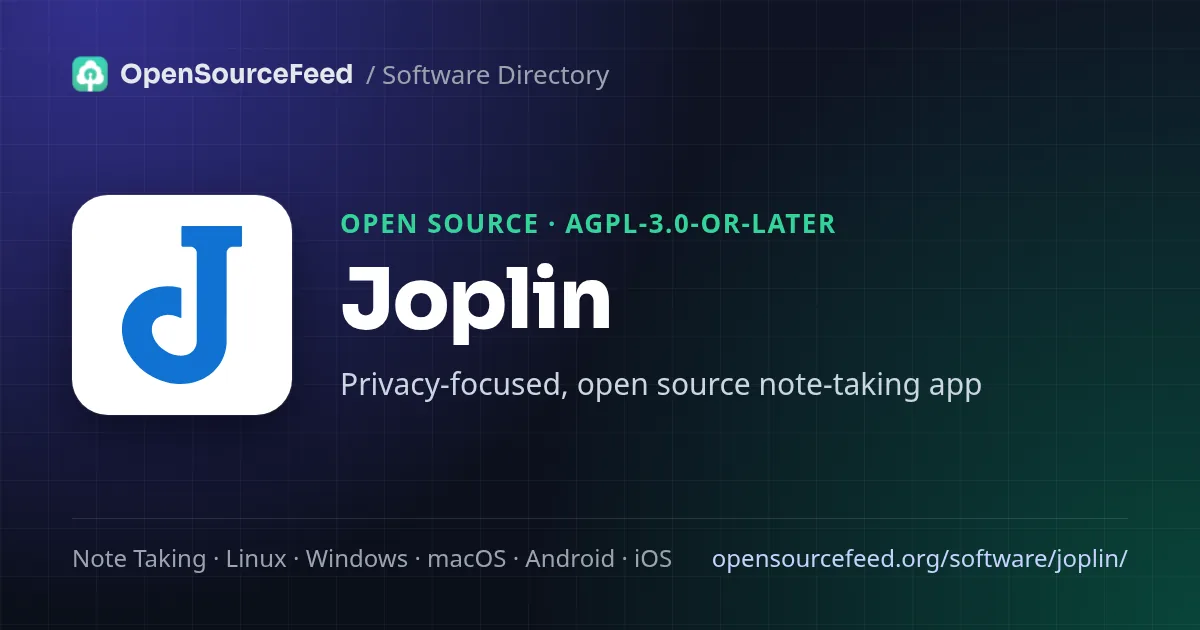 OpenSourceFeed / Software Directory
OPEN SOURCE · AGPL-3.0-OR-LATER
Joplin
Privacy-focused, open source note-taking app
Note Taking · Linux · Windows · macOS · Android · iOS opensourcefeed.org/software/joplin/